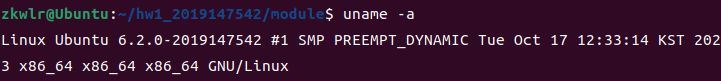 zkwlr@Ubuntu:~/hw1_2019147542/module$ uname -a
Linux Ubuntu 6.2.0-2019147542 #1 SMP PREEMPT_DYNAMIC Tue Oct 17 12:33:14 KST 202
3 x86_64 x86_64 x86_64 GNU/Linux